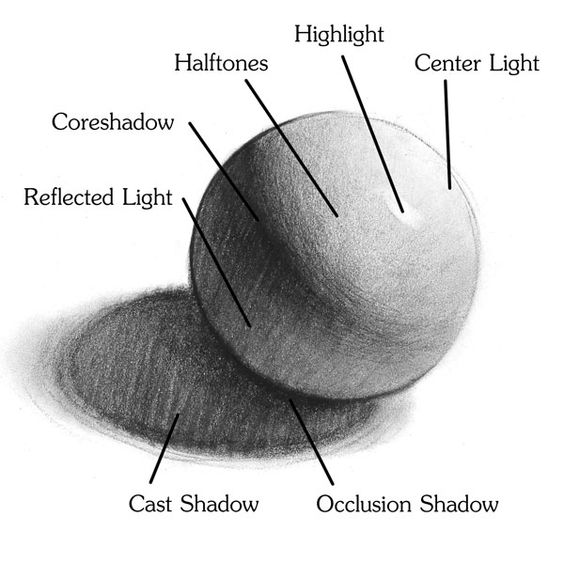 Highlight
Halftones
Center Light
Coreshadow
Reflected Light
Cast Shadow
Occlusion Shadow